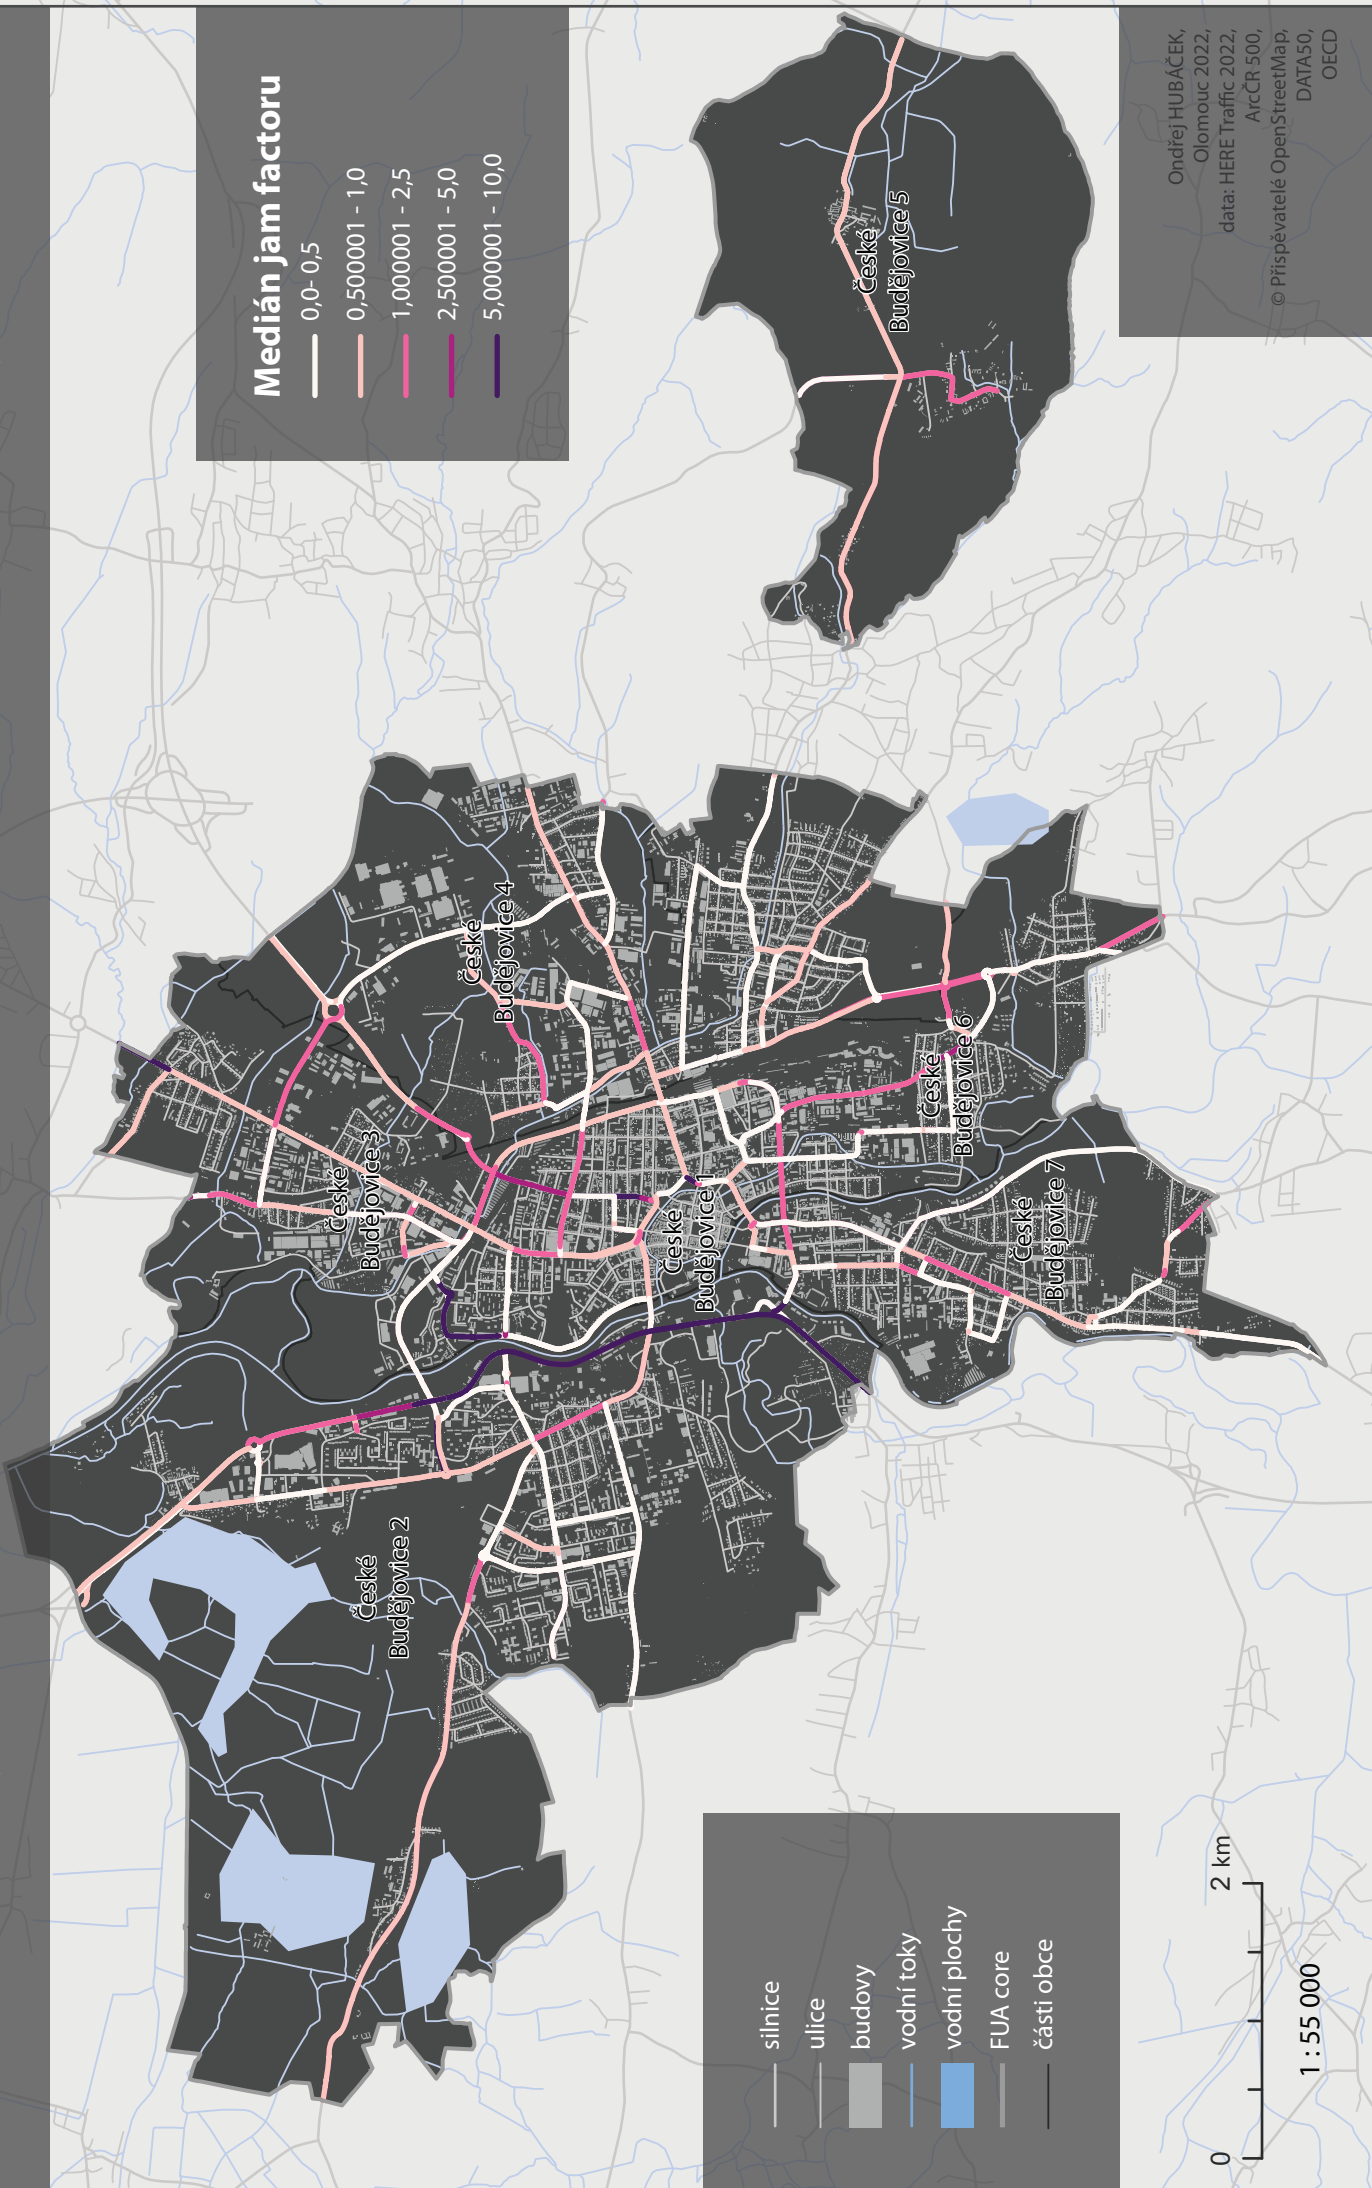 Medián jam factoru
0,0- 0,5
0,500001 - 1,0
1,000001 - 2,5
2,500001 - 5,0
5,000001 - 10,0
České
Budějovice 2
České
Budějovice 3
České
Budějovice 4
České
Budějovice 1
České
Budějovice 5
České
Budějovice 6
České
Budějovice 7
silnice
ulice
budovy
vodní toky
vodní plochy
FUA core
části obce
0
2 km
1 : 55 000
Ondřej HUBÁČEK,
Olomouc 2022,
data: HERE Traffic 2022,
ArcČR 500,
© Přispěvatelé OpenStreetMap,
DATA50,
OECD